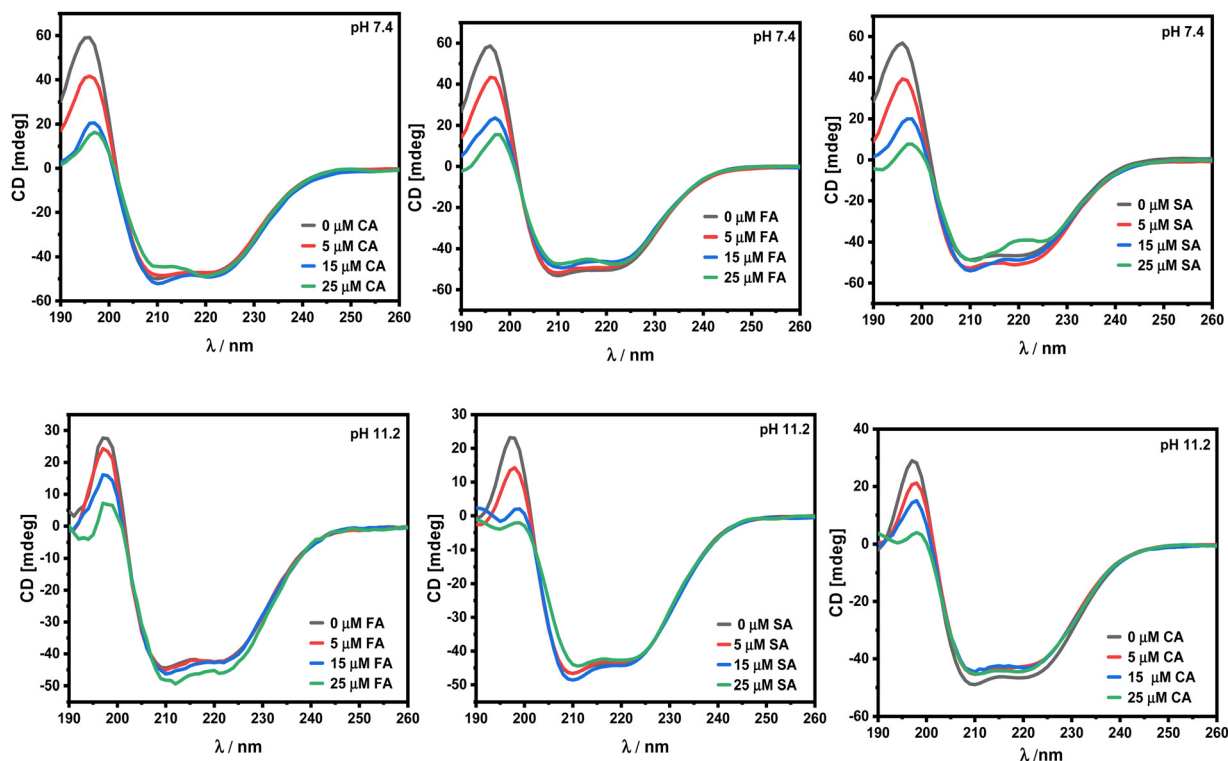 pH 7.4
CD [mdeg]
60
40
20
0
-20
-40
-60
0 μM CA
5 μM CA
15 μM CA
25 μM CA
190 200 210 220 230 240 250 260
λ / nm
pH 7.4
CD [mdeg]
60
40
20
0
-20
-40
-60
0 μM FA
5 μM FA
15 μM FA
25 μM FA
190 200 210 220 230 240 250 260
λ / nm
pH 7.4
CD [mdeg]
60
40
20
0
-20
-40
-60
0 μM SA
5 μM SA
15 μM SA
25 μM SA
190 200 210 220 230 240 250 260
λ / nm
pH 11.2
CD [mdeg]
30
20
10
0
-10
-20
-30
-40
-50
0 μM FA
5 μM FA
15 μM FA
25 μM FA
190 200 210 220 230 240 250 260
λ / nm
pH 11.2
CD [mdeg]
30
20
10
0
-10
-20
-30
-40
-50
0 μM SA
5 μM SA
15 μM SA
25 μM SA
190 200 210 220 230 240 250 260
λ / nm
pH 11.2
CD [mdeg]
40
20
0
-20
-40
-60
0 μM CA
5 μM CA
15 μM CA
25 μM CA
190 200 210 220 230 240 250 260
λ /nm